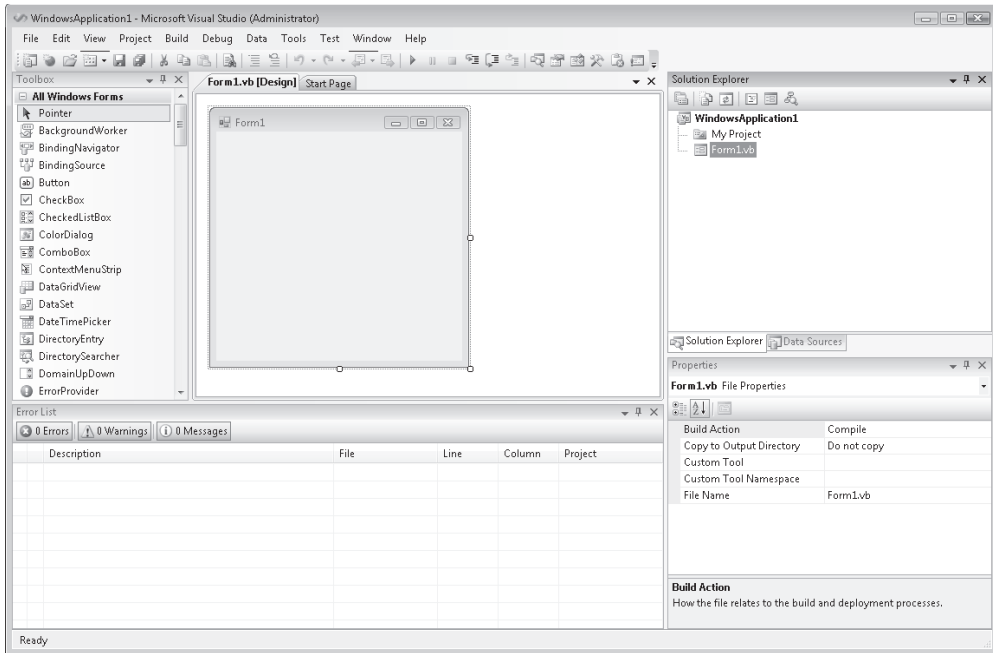 WindowsApplication1 - Microsoft Visual Studio (Administrator)
File Edit View Project Build Debug Data Tools Test Window Help
Toolbox
All Windows Forms
Pointer
BackgroundWorker
BindingNavigator
BindingSource
ab Button
CheckBox
CheckedListBox
ColorDialog
ComboBox
ContextMenuStrip
DataGridView
DataSet
DateTimePicker
DirectoryEntry
DirectorySearcher
DomainUpDown
ErrorProvider
Form1.vb [Design] Start Page
Form1
Solution Explorer
WindowsApplication1
My Project
Form1.vb
Solution Explorer Data Sources
Properties
Form1.vb File Properties
Build Action Compile
Copy to Output Directory Do not copy
Custom Tool
Custom Tool Namespace
File Name Form1.vb
Build Action
How the file relates to the build and deployment processes.
Error List
0 Errors 0 Warnings 0 Messages
Description File Line Column Project
Ready